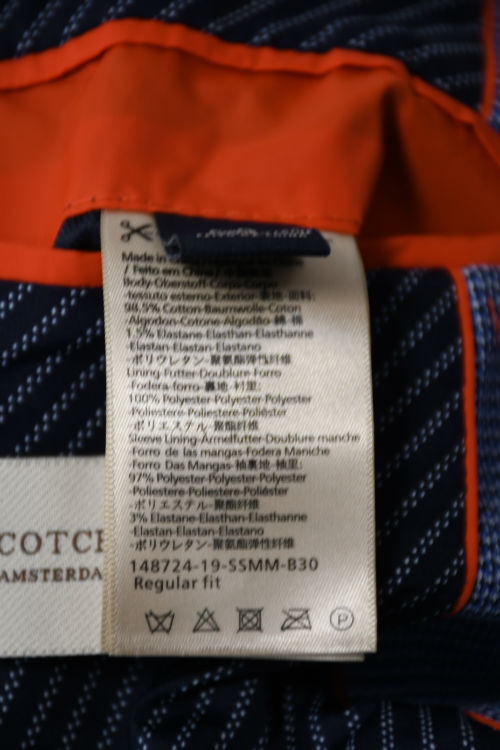 Made in
/ Feito em China /
Body-Oberstoff-Corps-Corpo
-tessuto esterno-Exterior-表地-面料:
98,5% Cotton-Baumwolle-Coton
-Algodon-Cotone-Algodão-綿-棉
1,5% Elastane-Elasthan-Elasthanne
-Elastan-Elastan-Elastano
-ポリウレタン-聚氨酯弹性纤维
Lining-Futter-Doublure-Forro
-Fodera-forro-裏地-衬里:
100% Polyester-Polyester-Polyester
-Poliestere-Poliestere-Poliéster
-ポリエステル-聚酯纤维
Sleeve Lining-Armelfutter-Doublure manche
-Forro de las mangas-Fodera Maniche
-Forro Das Mangas-袖裏地-袖里:
97% Polyester-Polyester-Polyester
-Poliestere-Poliestere-Poliéster
-ポリエステル-聚酯纤维
3% Elastane-Elasthan-Elasthanne
-Elastan-Elastan-Elastano
-ポリウレタン-聚氨酯弹性纤维
148724-19-SSMM-B30
Regular fit
P
COTCH
AMSTERDA